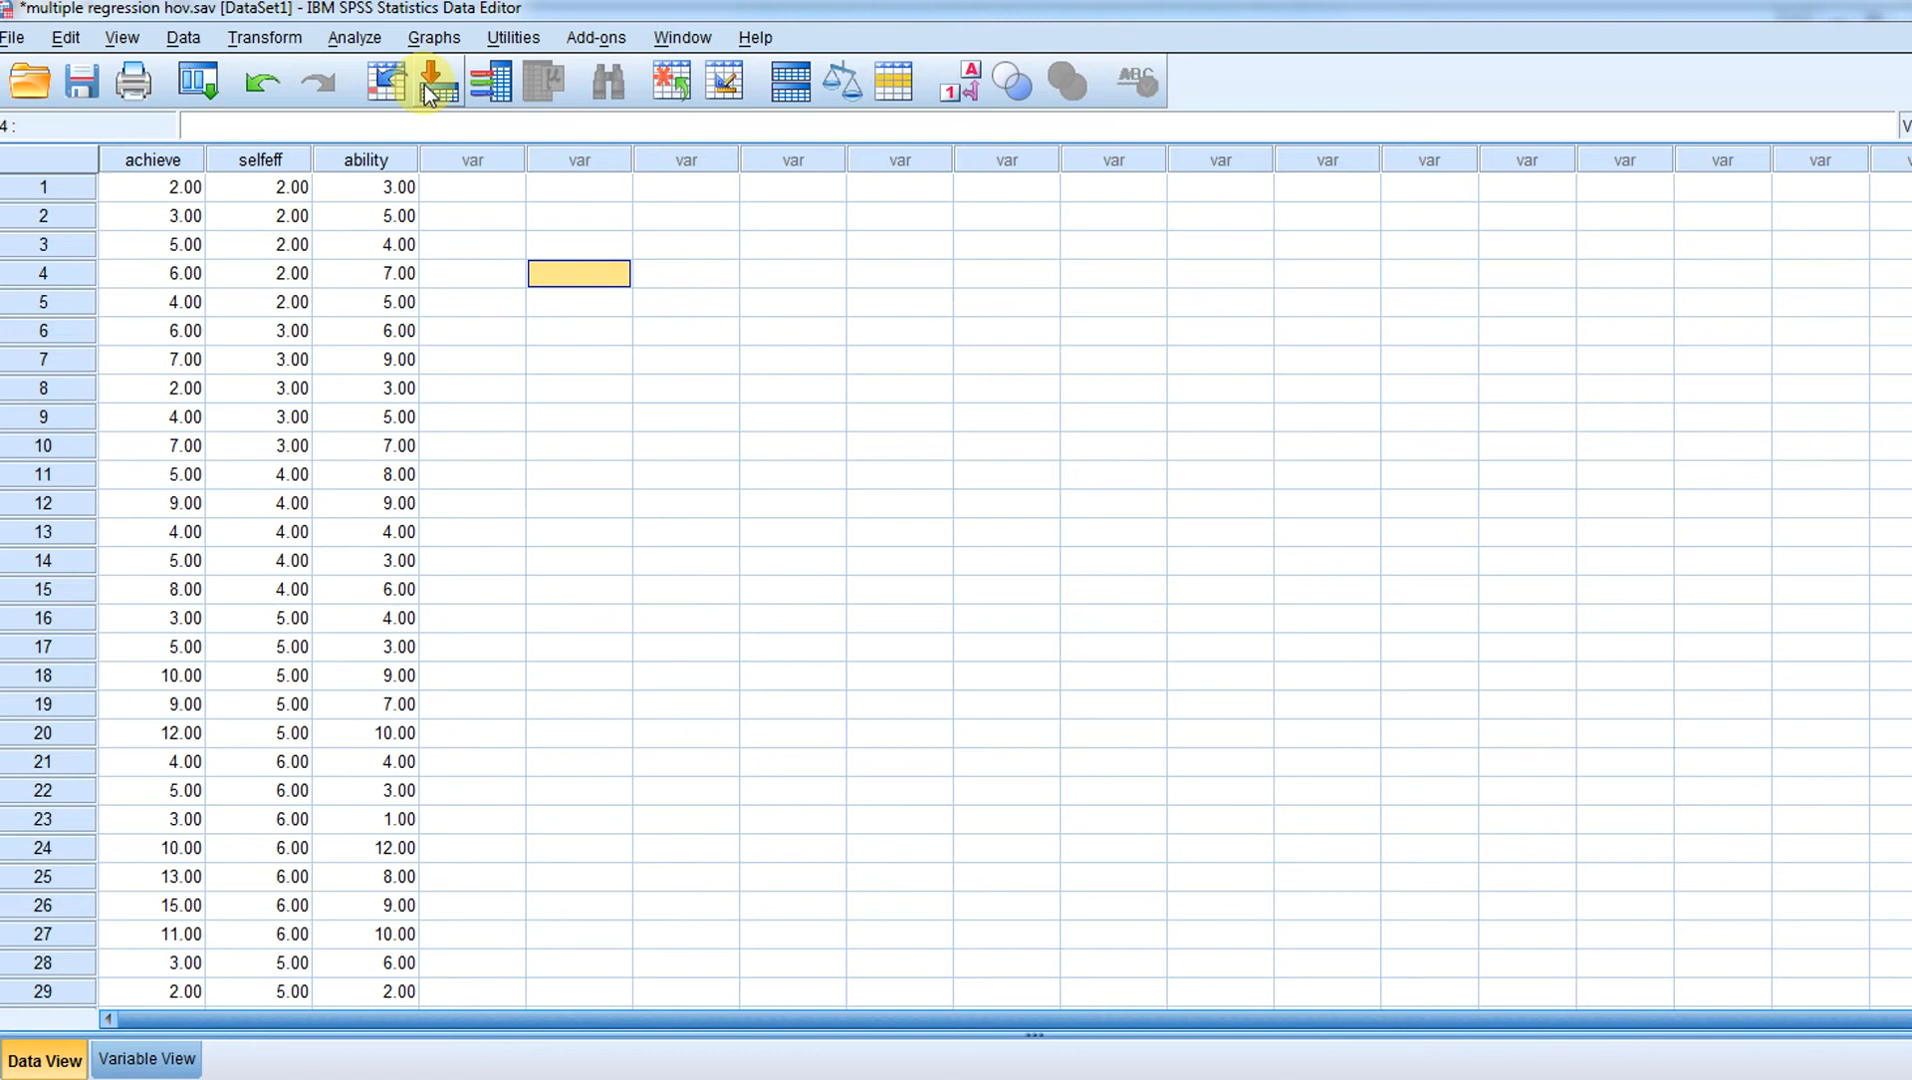 *multiple regression hov.sav [DataSet1] - IBM SPSS Statistics Data Editor
File Edit View Data Transform Analyze Graphs Utilities Add-ons Window Help
A
1 ABC
4 :
achieve selfeff ability var var var var var var var var var var var var var var
1 2.00 2.00 3.00
2 3.00 2.00 5.00
3 5.00 2.00 4.00
4 6.00 2.00 7.00
5 4.00 2.00 5.00
6 6.00 3.00 6.00
7 7.00 3.00 9.00
8 2.00 3.00 3.00
9 4.00 3.00 5.00
10 7.00 3.00 7.00
11 5.00 4.00 8.00
12 9.00 4.00 9.00
13 4.00 4.00 4.00
14 5.00 4.00 3.00
15 8.00 4.00 6.00
16 3.00 5.00 4.00
17 5.00 5.00 3.00
18 10.00 5.00 9.00
19 9.00 5.00 7.00
20 12.00 5.00 10.00
21 4.00 6.00 4.00
22 5.00 6.00 3.00
23 3.00 6.00 1.00
24 10.00 6.00 12.00
25 13.00 6.00 8.00
26 15.00 6.00 9.00
27 11.00 6.00 10.00
28 3.00 5.00 6.00
29 2.00 5.00 2.00
Data View Variable View